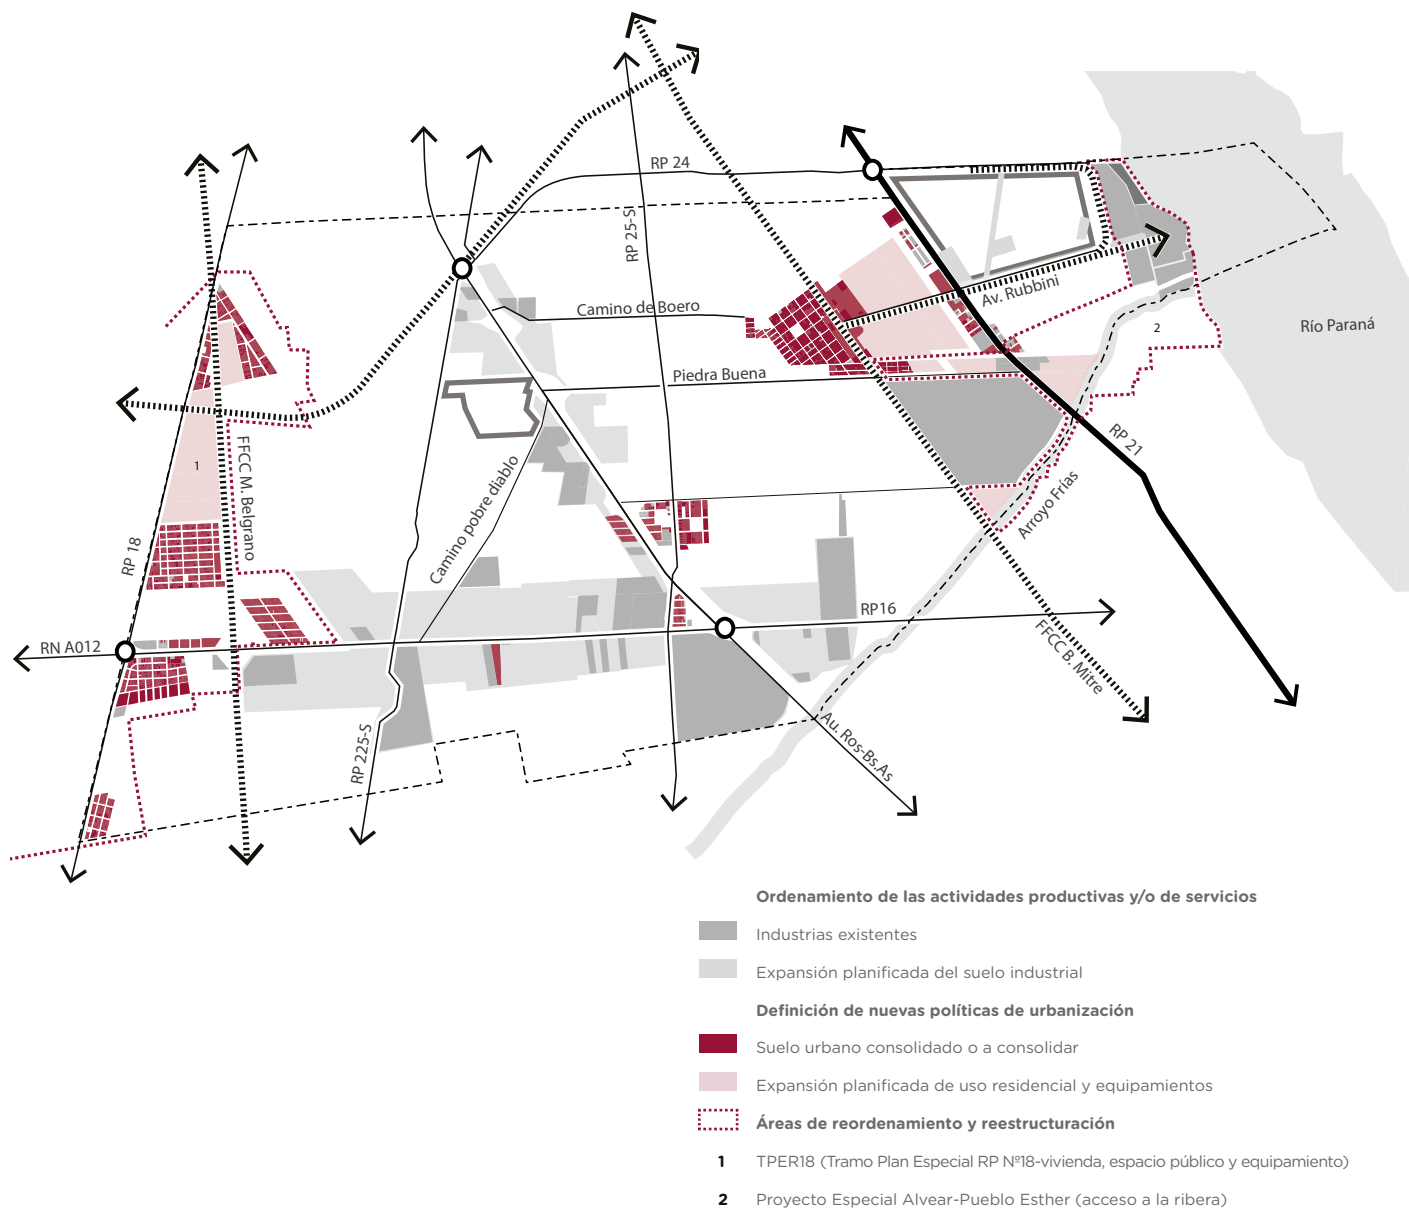 RP 24
RP 25-S
Av. Rubbini
Camino de Boero
2
Río Paraná
Piedra Buena
RP 21
FFCC M. Belgrano
1
Camino pobre diablo
Arroyo Frías
RP 18
RP16
RN A012
FFCC B. Mitre
RP 225-S
Au. Ros-Bs.As
Ordenamiento de las actividades productivas y/o de servicios
Industrias existentes
Expansión planificada del suelo industrial
Definición de nuevas políticas de urbanización
Suelo urbano consolidado o a consolidar
Expansión planificada de uso residencial y equipamientos
Áreas de reordenamiento y reestructuración
1 TPER18 (Tramo Plan Especial RP Nº18-vivienda, espacio público y equipamiento)
2 Proyecto Especial Alvear-Pueblo Esther (acceso a la ribera)